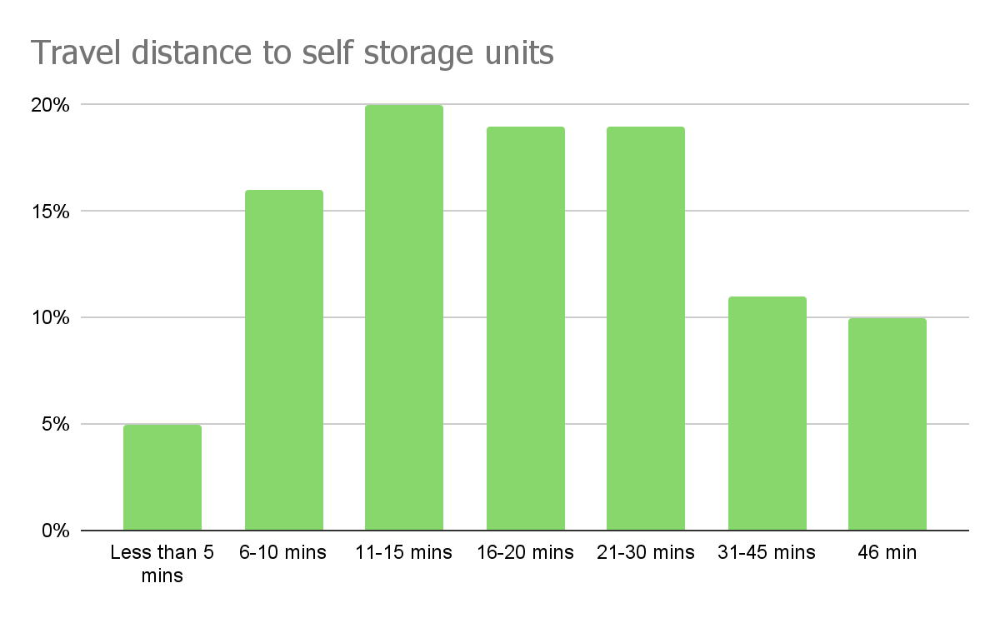 Travel distance to self storage units
20%
15%
10%
5%
0%
Less than 5
mins
6-10 mins
11-15 mins
16-20 mins
21-30 mins
31-45 mins
46 min